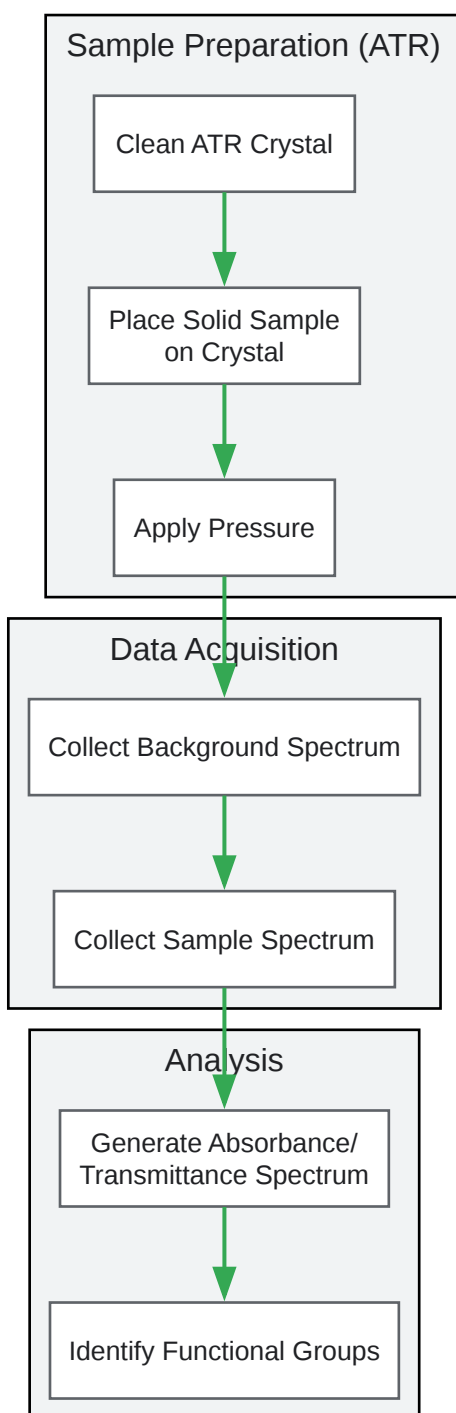 Sample Preparation (ATR)
Clean ATR Crystal
Place Solid Sample
on Crystal
Apply Pressure
Data Acquisition
Collect Background Spectrum
Collect Sample Spectrum
Analysis
Generate Absorbance/
Transmittance Spectrum
Identify Functional Groups